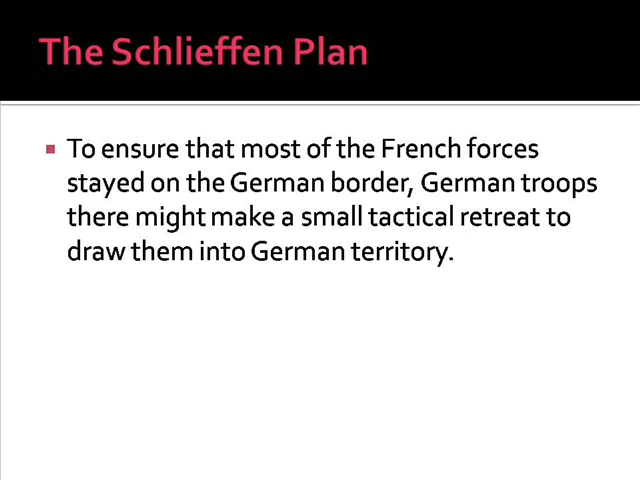 The Schlieffen Plan
To ensure that most of the French forces
stayed on the German border, German troops
there might make a small tactical retreat to
draw them into German territory.